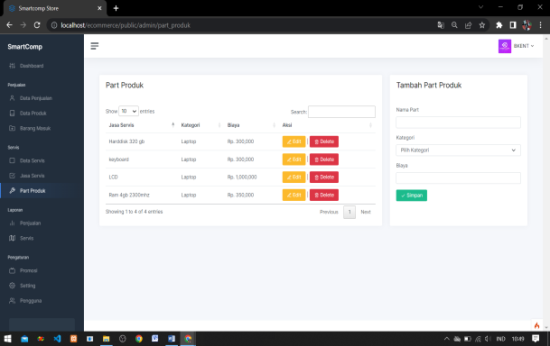 Smartcomp Store
localhost/ecommerce/public/admin/part_produk
SmartComp
BKENT
Dashboard
Penjualan
Data Penjualan
Data Produk
Barang Masuk
Servis
Data Servis
Jasa Servis
Part Produk
Laporan
Penjualan
Servis
Pengaturan
Promosi
Setting
Pengguna
Part Produk
Show 10 entries
Search:
Jasa Servis Kategori Biaya Aksi
Harddisk 320 gb Laptop Rp. 300,000 Edit Delete
keyboard Laptop Rp. 300,000 Edit Delete
LCD Laptop Rp. 1,000,000 Edit Delete
Ram 4gb 2300mhz Laptop Rp. 350,000 Edit Delete
Showing 1 to 4 of 4 entries
Previous 1 Next
Tambah Part Produk
Nama Part
Kategori
Pilih Kategori
Biaya
Simpan
IND 10:49